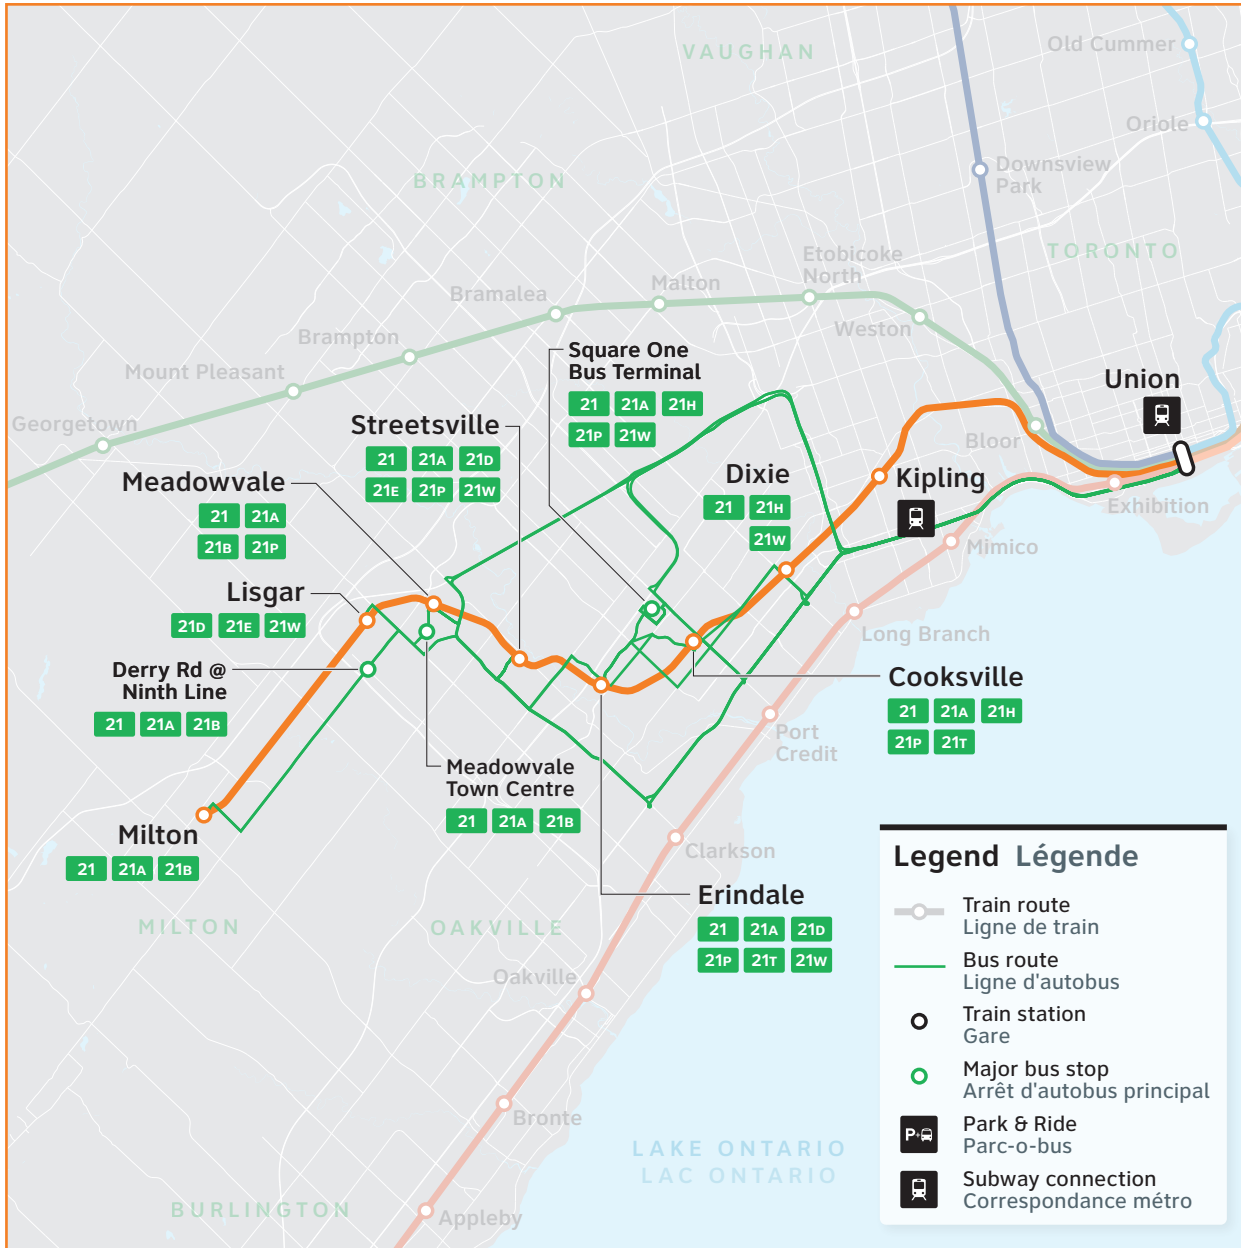 VAUGHAN
Old Cummer
Oriole
Downsview
Park
BRAMPTON
TORONTO
Etobicoke
North
Malton
Bramalea
Weston
Brampton
Mount Pleasant
Georgetown
Bloor
Union
Square One
Bus Terminal
21 21A 21H
21P 21W
Streetsville
21 21A 21D
21E 21P 21W
Meadowvale
21 21A
21B 21P
Dixie
21 21H
21W
Kipling
Exhibition
Mimico
Lisgar
21D 21E 21W
Long Branch
Derry Rd @
Ninth Line
21 21A 21B
Cooksville
21 21A 21H
21P 21T
Port
Credit
Meadowvale
Town Centre
21 21A 21B
Milton
21 21A 21B
Clarkson
Erindale
21 21A 21D
21P 21T 21W
MILTON
OAKVILLE
Oakville
Bronte
LAKE ONTARIO
LAC ONTARIO
BURLINGTON
Appleby
Legend Légende
Train route
Ligne de train
Bus route
Ligne d'autobus
Train station
Gare
Major bus stop
Arrêt d'autobus principal
P+
Park & Ride
Parc-o-bus
Subway connection
Correspondance métro